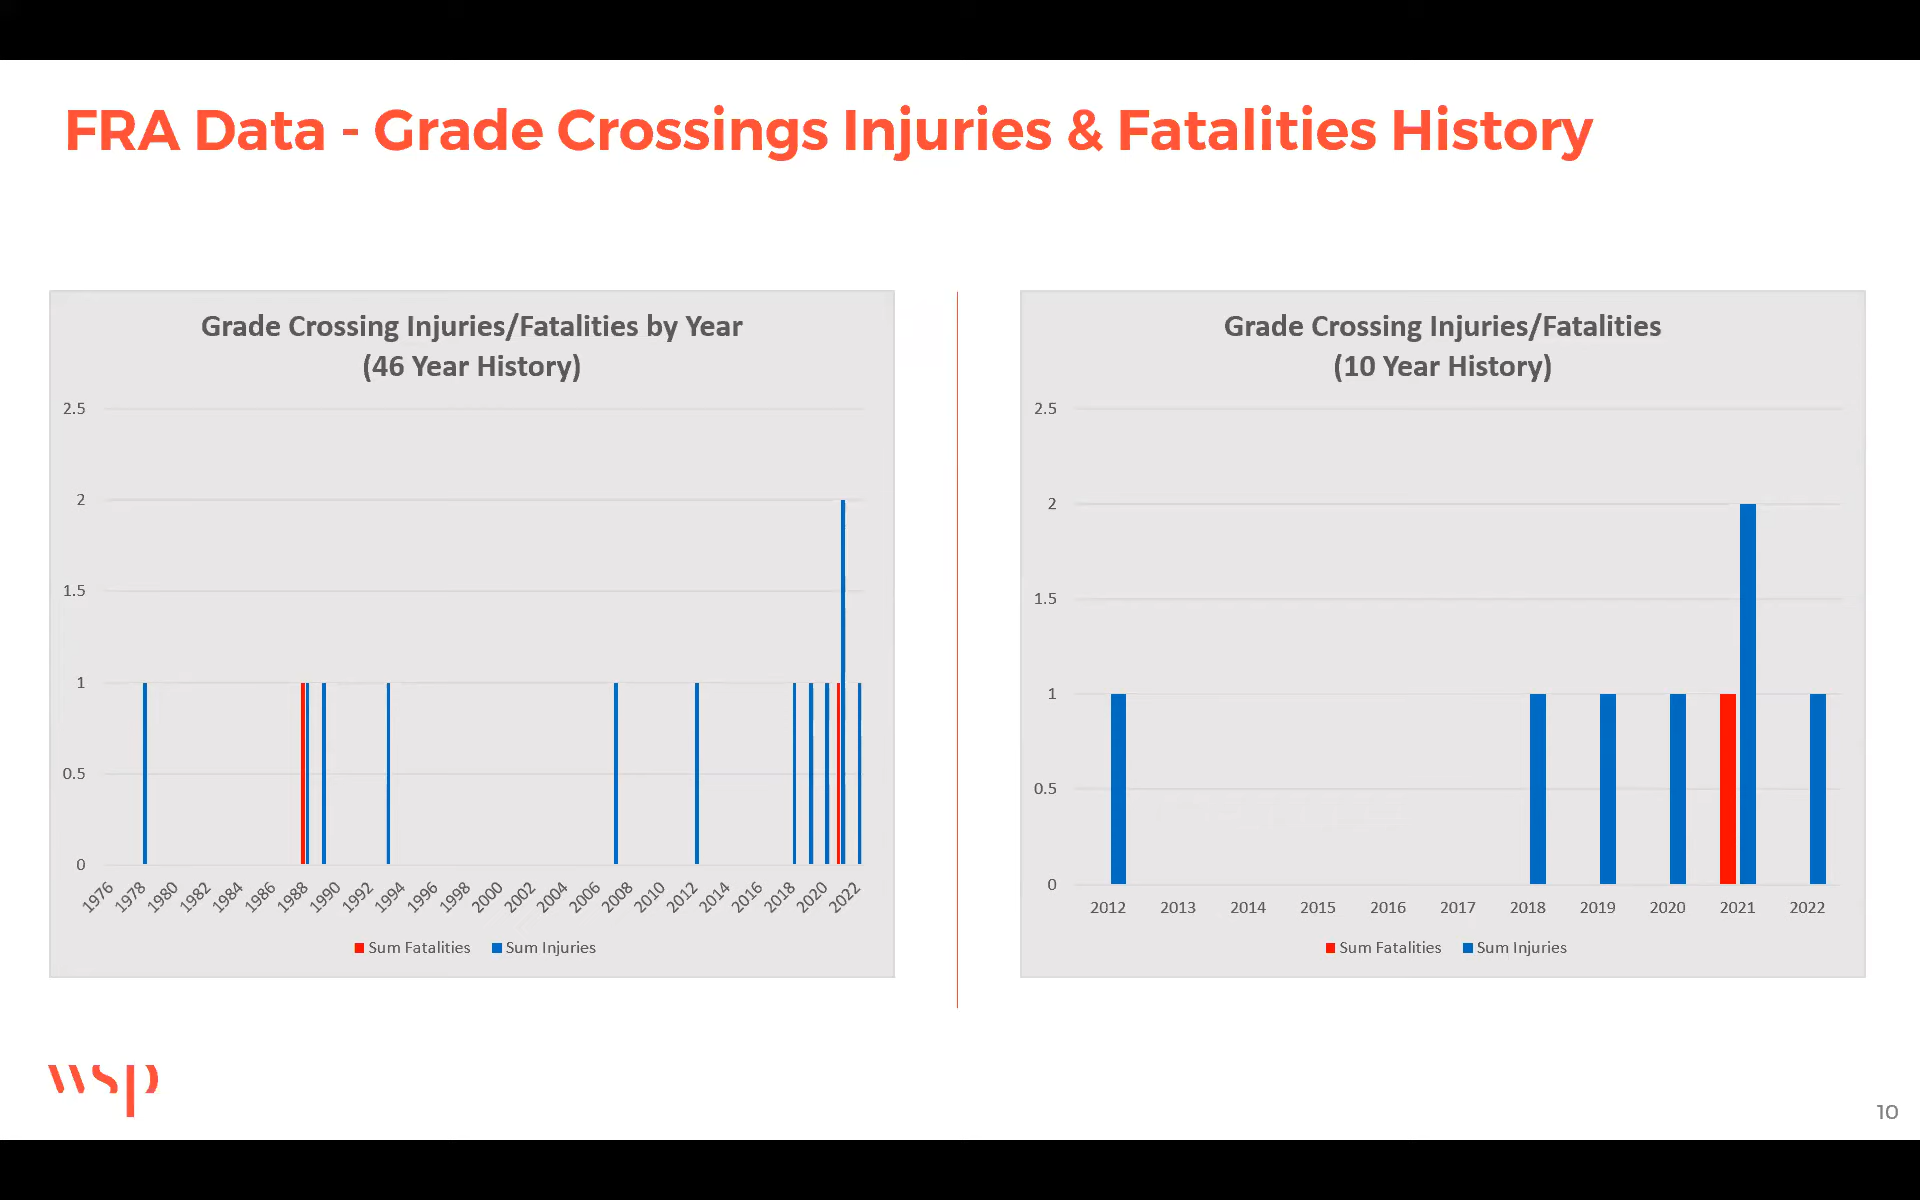 FRA Data - Grade Crossings Injuries & Fatalities History
Grade Crossing Injuries/Fatalities by Year
(46 Year History)
2.5
2
1.5
1
0.5
0
1976 1978 1980 1982 1984 1986 1988 1990 1992 1994 1996 1998 2000 2002 2004 2006 2008 2010 2012 2014 2016 2018 2020 2022
Sum Fatalities Sum Injuries
Grade Crossing Injuries/Fatalities
(10 Year History)
2.5
2
1.5
1
0.5
0
2012 2013 2014 2015 2016 2017 2018 2019 2020 2021 2022
Sum Fatalities Sum Injuries
wsp
10